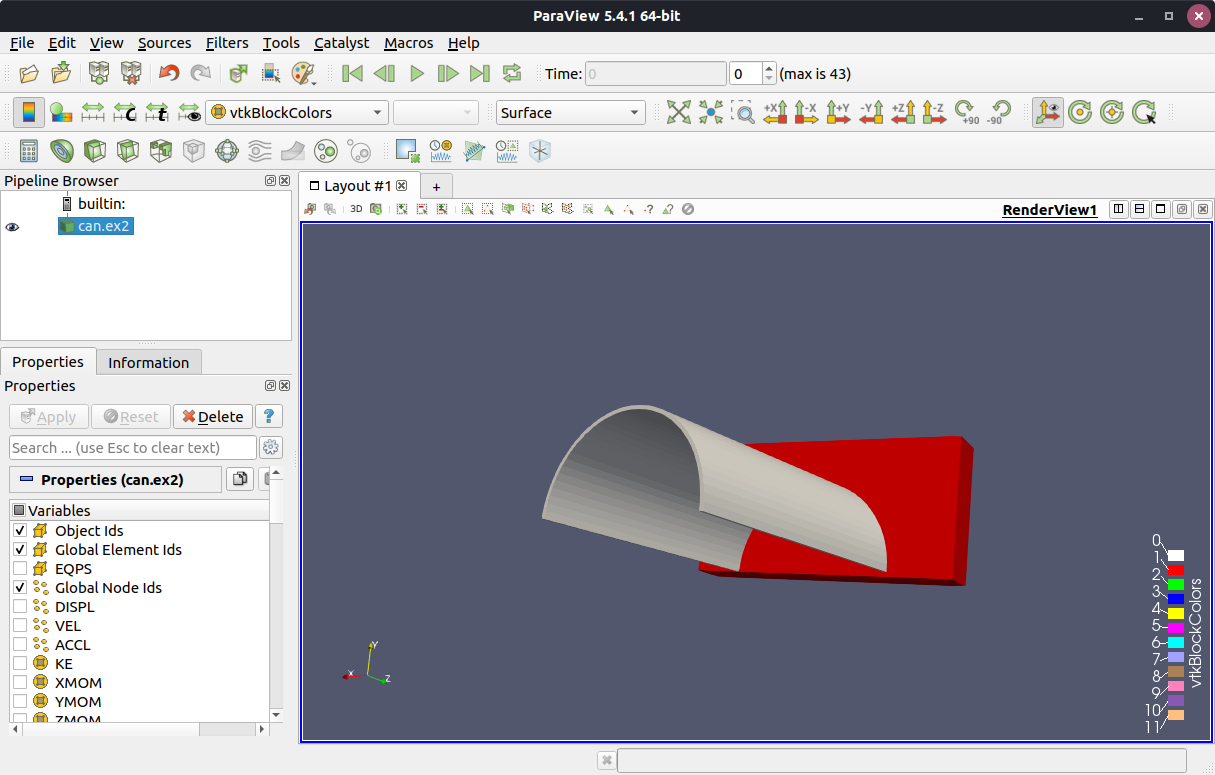 ParaView 5.4.1 64-bit
File Edit View Sources Filters Tools Catalyst Macros Help
Time: 0 0 (max is 43)
C t vtkBlockColors Surface +X -X +Y -Y +Z -Z +90 -90
Pipeline Browser
Layout #1 +
builtin:
3D RenderView1
can.ex2
Properties Information
Properties
Apply Reset Delete ?
Search ... (use Esc to clear text)
Properties (can.ex2)
Variables
Object Ids
Global Element Ids
EQPS
Global Node Ids
DISPL
VEL
ACCL
KE
XMOM
YMOM
ZMOM
Y
X
Z
0
1
2
3
4
5
6
7
8
9
10
11
vtkBlockColors